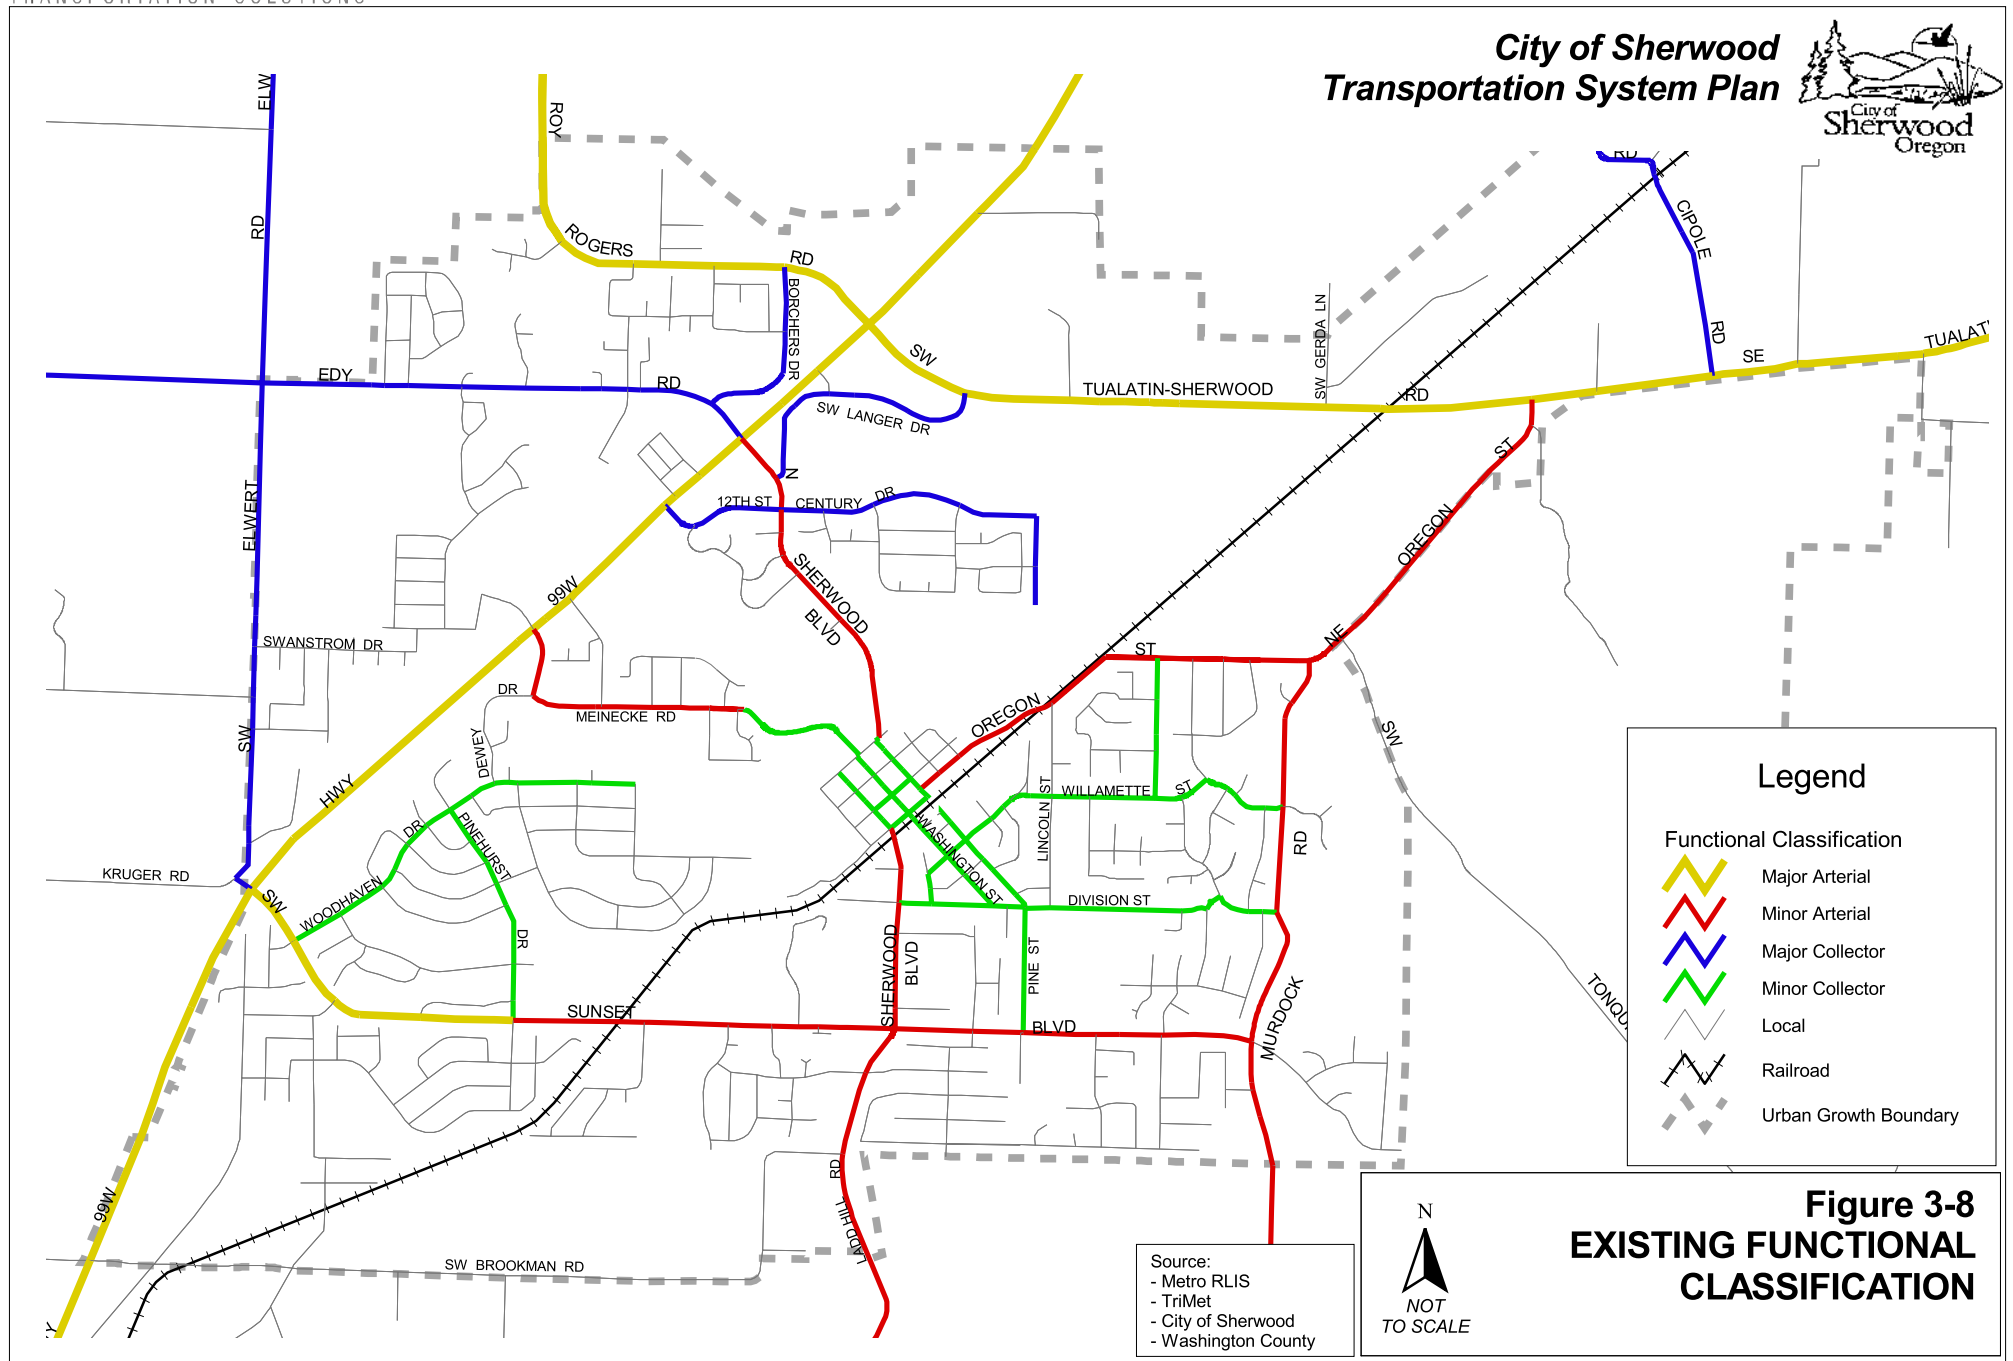 TRANSPORTATION SOLUTIONS
City of Sherwood
Transportation System Plan
City of
Sherwood
Oregon
ELW
RD
ROY
ROGERS
RD
BORCHERS DR
SW
EDY
RD
SW LANGER DR
TUALATIN-SHERWOOD
RD
SW GERDA LN
RD
CIPOLE
RD
SE
TUALAT
N
12TH ST
CENTURY
DR
SHERWOOD
BLVD
ELWERT
SWANSTROM DR
99W
ST
OREGON
NE
ST
OREGON
DR
MEINECKE RD
DEWEY
SW
HWY
SW
DR
PINEHURST
WOODHAVEN
KRUGER RD
SW
DR
WASHINGTON ST
WILLAMETTE
ST
LINCOLN ST
DIVISION ST
RD
SHERWOOD
BLVD
PINE ST
SUNSET
BLVD
MURDOCK
TONQU
99W
RD
LADD HILL
SW BROOKMAN RD
Y
Legend
Functional Classification
Major Arterial
Minor Arterial
Major Collector
Minor Collector
Local
Railroad
Urban Growth Boundary
Source:
- Metro RLIS
- TriMet
- City of Sherwood
- Washington County
N
NOT
TO SCALE
Figure 3-8
EXISTING FUNCTIONAL
CLASSIFICATION